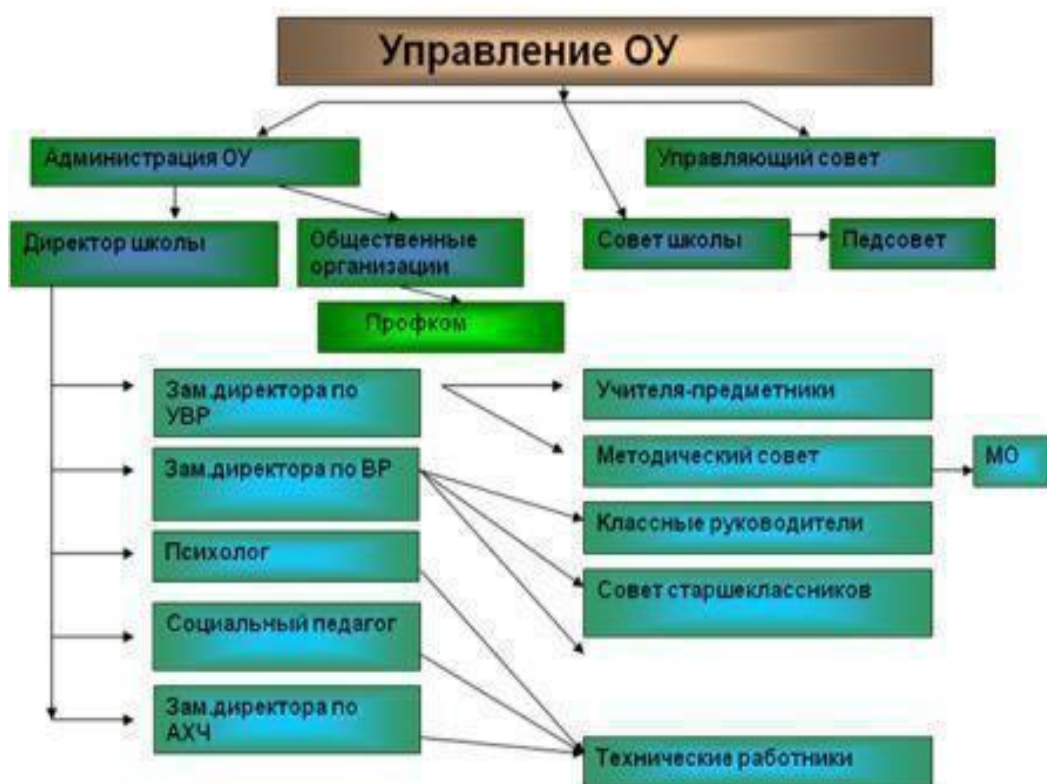 Управление ОУ
Администрация ОУ
Управляющий совет
Директор школы
Общественные
организации
Совет школы
Педсовет
Профком
Зам.директора по
УВР
Учителя-предметники
Зам.директора по ВР
Методический совет
МО
Классные руководители
Психолог
Совет старшеклассников
Социальный педагог
Зам.директора по
АХЧ
Технические работники